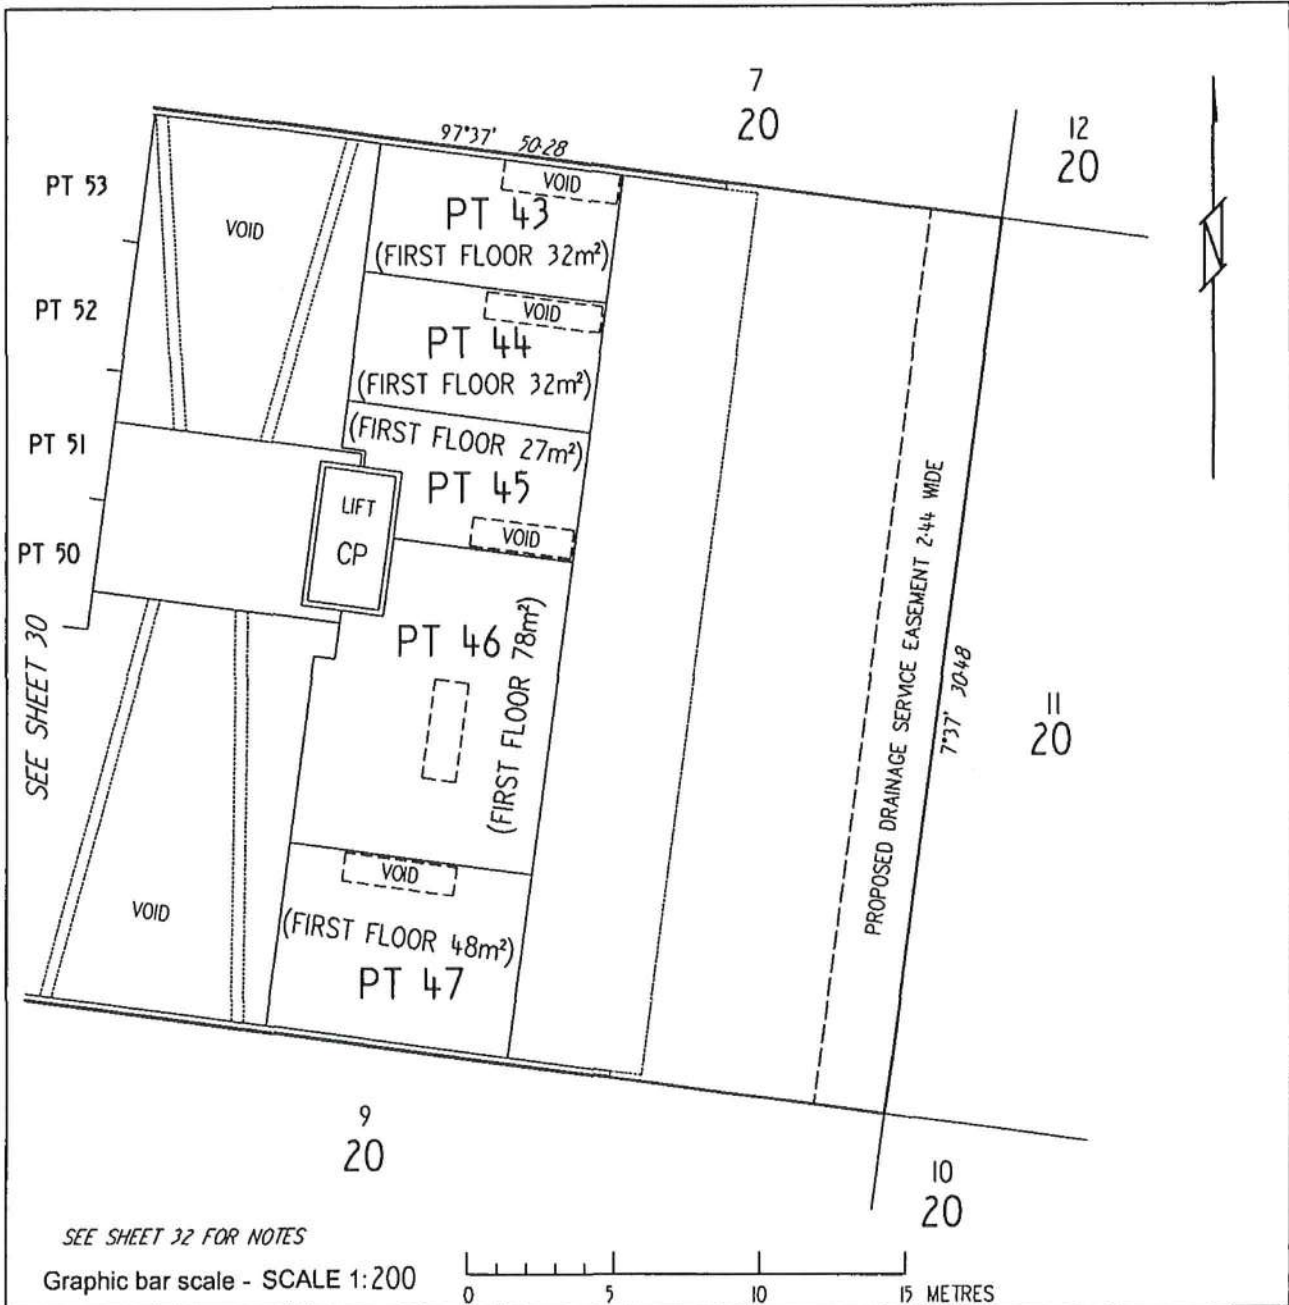 7
20
12
20
97°37' 50·28
PT 53
VOID
VOID
PT 43
(FIRST FLOOR 32m²)
PT 52
VOID
PT 44
(FIRST FLOOR 32m²)
PT 51
(FIRST FLOOR 27m²)
PT 45
VOID
LIFT
CP
PT 50
PT 46
(FIRST FLOOR 78m²)
SEE SHEET 30
PROPOSED DRAINAGE SERVICE EASEMENT 2·44 WIDE
7°37' 30·48
11
20
VOID
VOID
(FIRST FLOOR 48m²)
PT 47
9
20
10
20
SEE SHEET 32 FOR NOTES
Graphic bar scale - SCALE 1:200
0 5 10 15 METRES